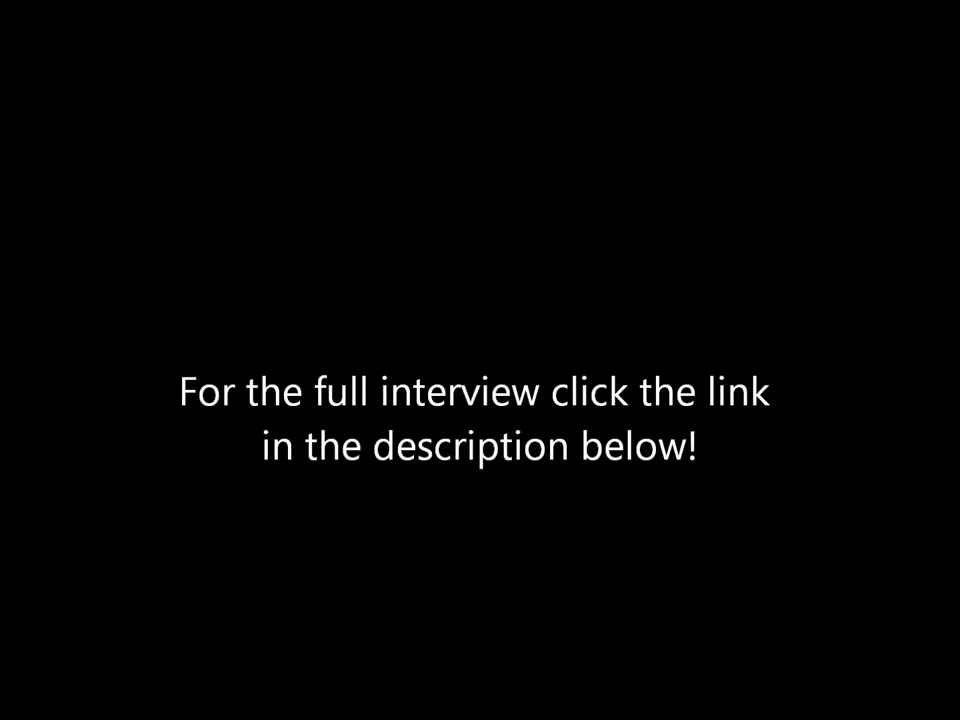 For the full interview click the link
in the description below!